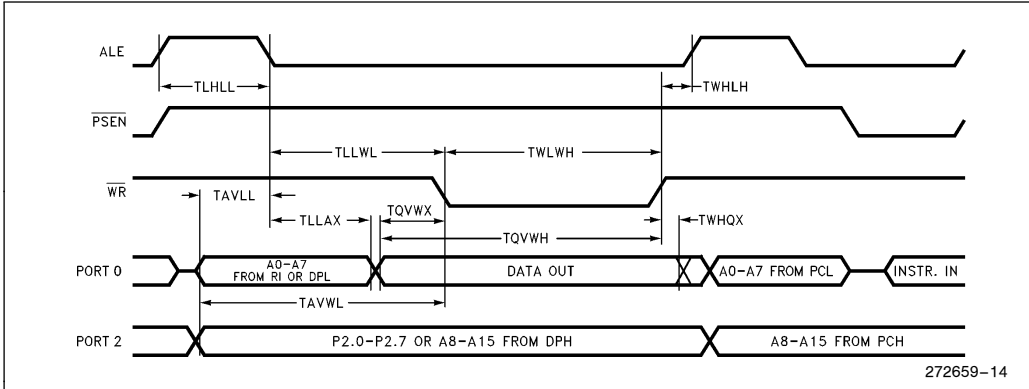 ALE
TLHLL
TWHLH
PSEN
TLLWL
TWLWH
WR
TAVLL
TQVWX
TLLAX
TWHQX
TQVWH
PORT 0
A0-A7
FROM RI OR DPL
DATA OUT
A0-A7 FROM PCL
INSTR. IN
TAVWL
PORT 2
P2.0-P2.7 OR A8-A15 FROM DPH
A8-A15 FROM PCH
272659-14